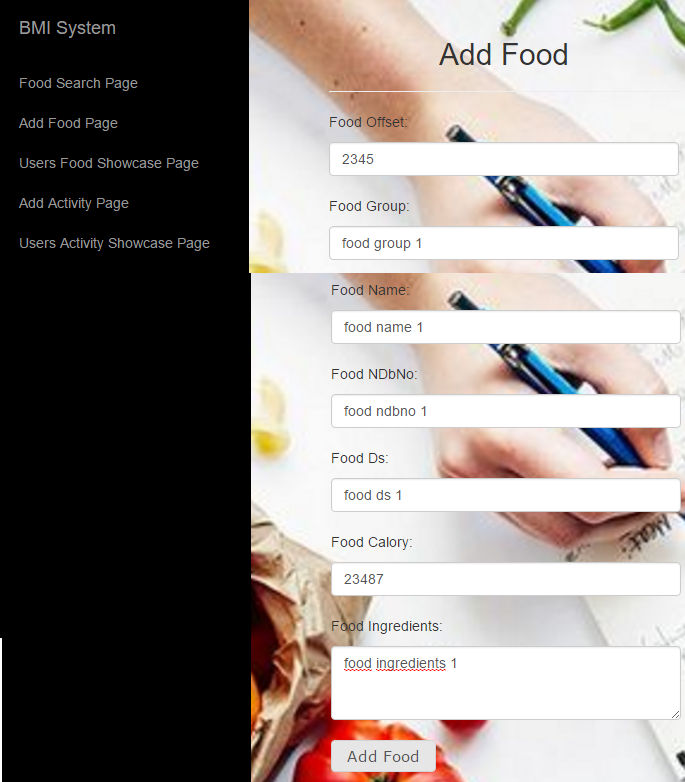 BMI System
Food Search Page
Add Food Page
Users Food Showcase Page
Add Activity Page
Users Activity Showcase Page
Add Food
Food Offset:
2345
Food Group:
food group 1
Food Name:
food name 1
Food NDbNo:
food ndbno 1
Food Ds:
food ds 1
Food Calory:
23487
Food Ingredients:
food ingredients 1
Add Food